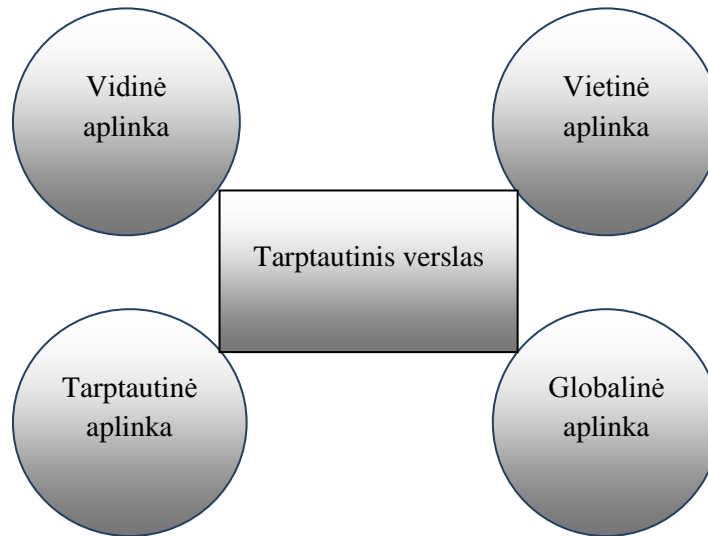 Vidinė
aplinka
Vietinė
aplinka
Tarptautinis verslas
Tarptautinė
aplinka
Globalinė
aplinka